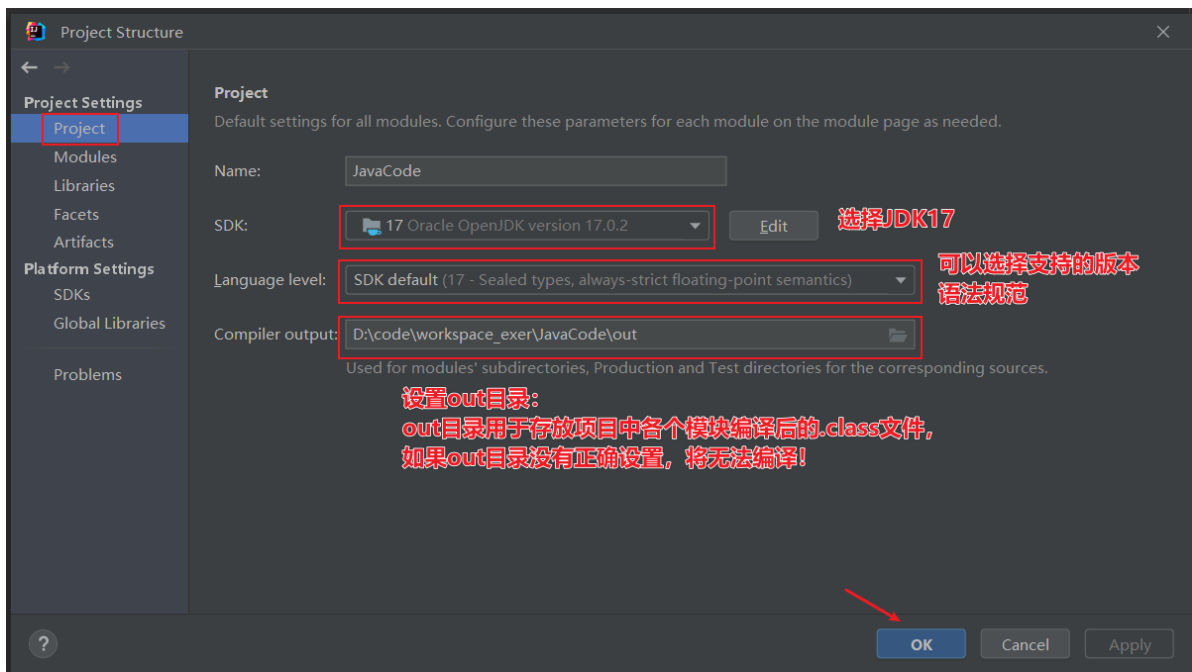 Project Structure
Project Settings
Project
Modules
Libraries
Facets
Artifacts
Platform Settings
SDKs
Global Libraries
Problems
Project
Default settings for all modules. Configure these parameters for each module on the module page as needed.
Name: JavaCode
SDK: 17 Oracle OpenJDK version 17.0.2 Edit 选择JDK17
Language level: SDK default (17 - Sealed types, always-strict floating-point semantics) 可以选择支持的版本
语法规范
Compiler output: D:\code\workspace_exer\JavaCode\out
Used for modules' subdirectories, Production and Test directories for the corresponding sources.
设置out目录：
out目录用于存放项目中各个模块编译后的.class文件，
如果out目录没有正确设置，将无法编译！
? OK Cancel Apply